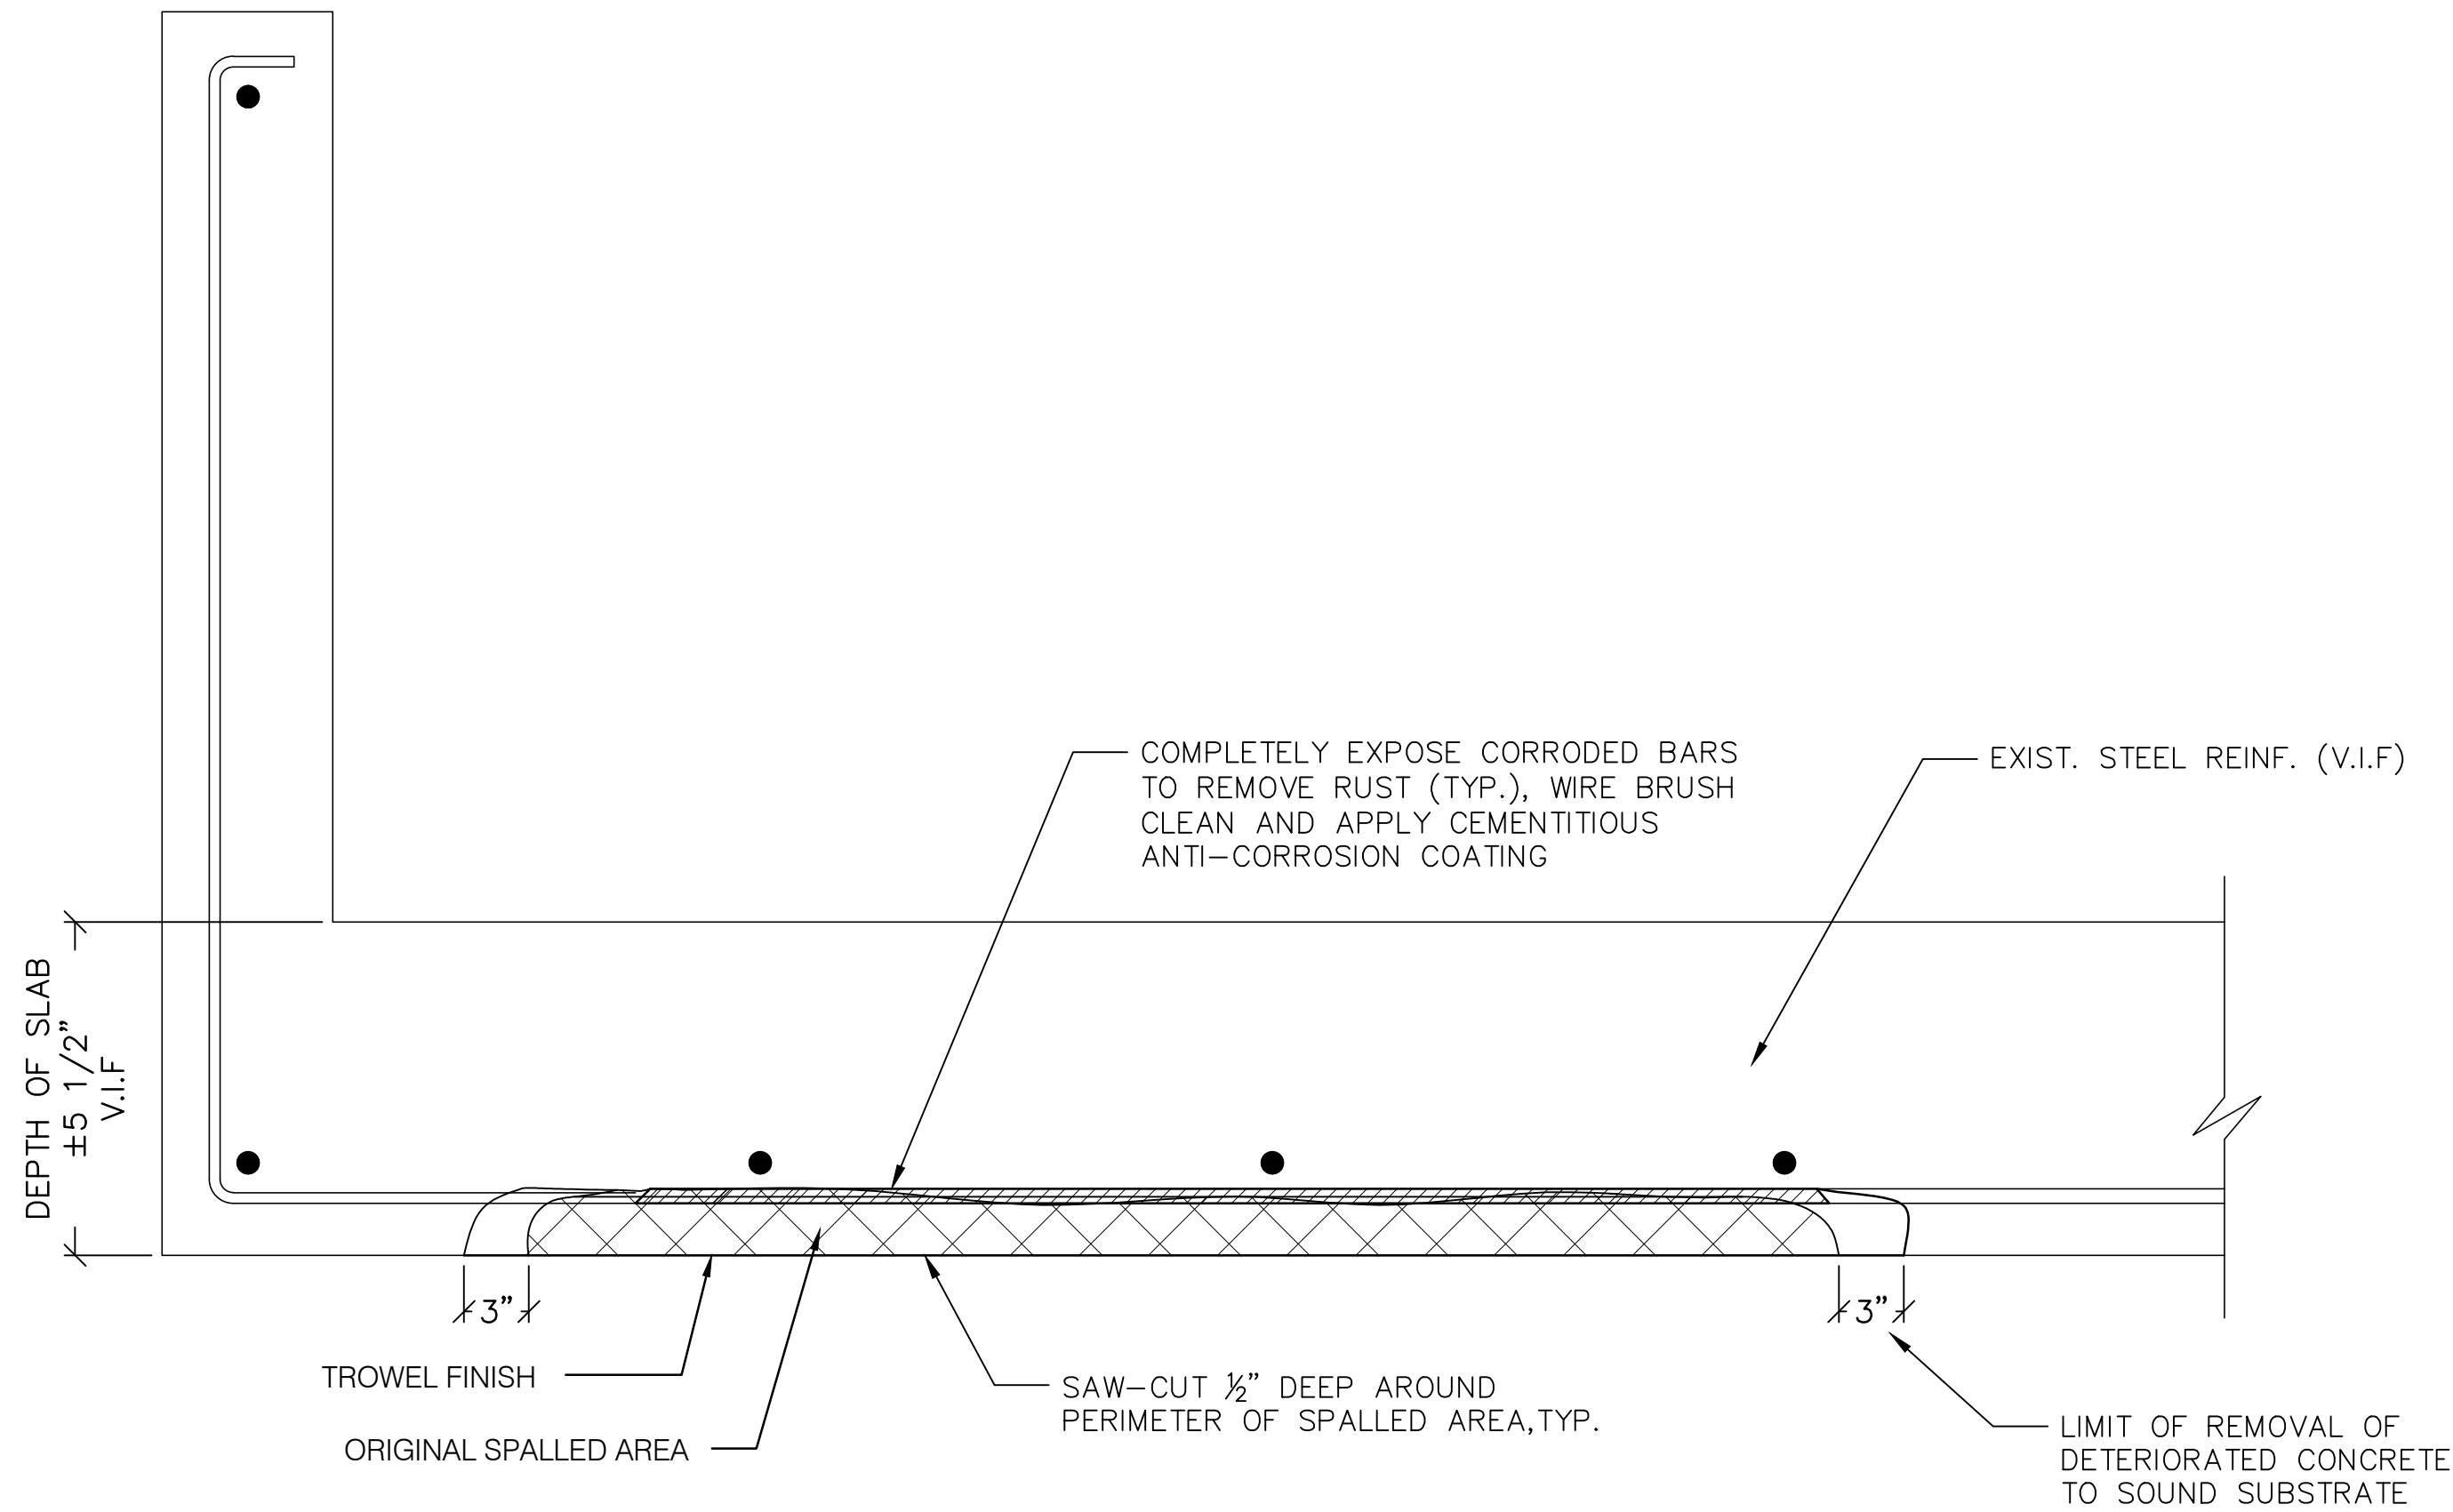 COMPLETELY EXPOSE CORRODED BARS
TO REMOVE RUST (TYP.), WIRE BRUSH
CLEAN AND APPLY CEMENTITIOUS
ANTI-CORROSION COATING
EXIST. STEEL REINF. (V.I.F)
DEPTH OF SLAB
±5 1/2"
V.I.F
3"
3"
TROWEL FINISH
ORIGINAL SPALLED AREA
SAW-CUT ½" DEEP AROUND
PERIMETER OF SPALLED AREA,TYP.
LIMIT OF REMOVAL OF
DETERIORATED CONCRETE
TO SOUND SUBSTRATE